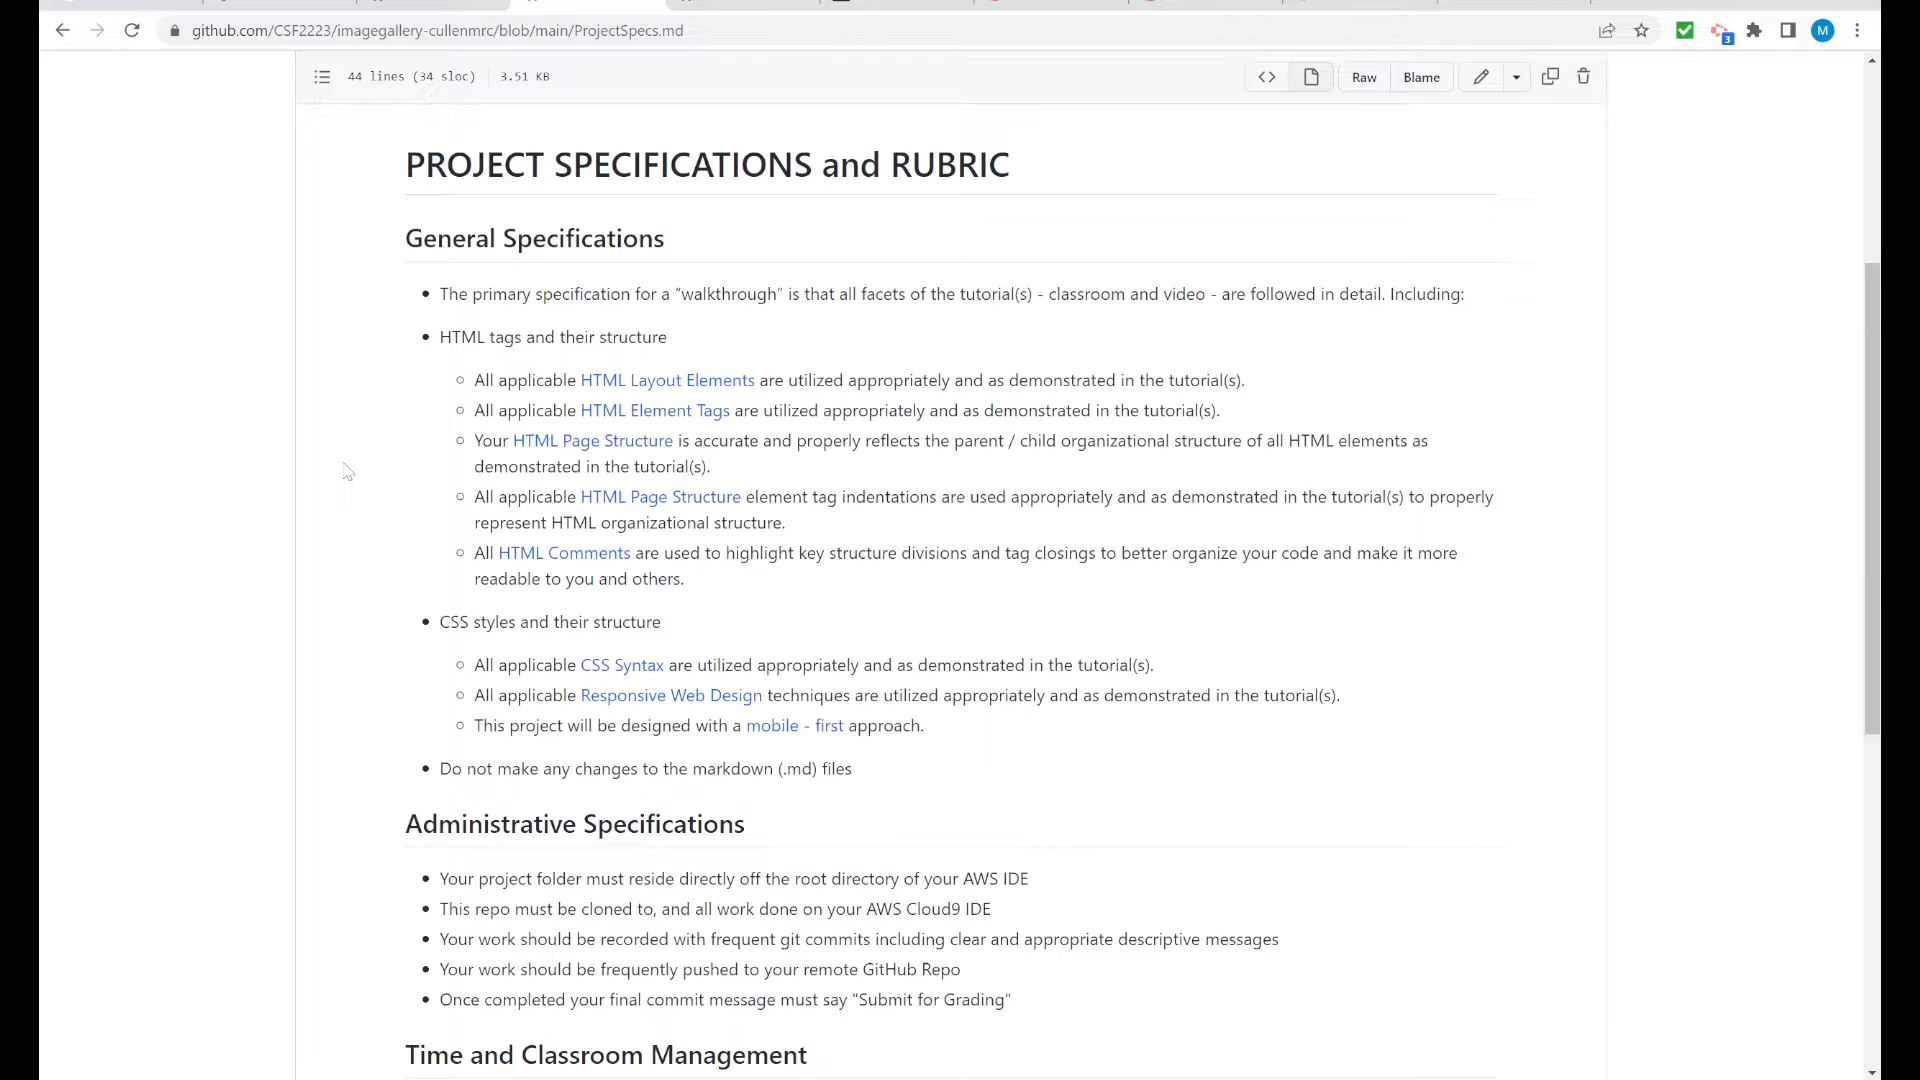 github.com/CSF2223/imagegallery-cullenmrc/blob/main/ProjectSpecs.md
3
M
44 lines (34 sloc)
3.51 KB
Raw
Blame
PROJECT SPECIFICATIONS and RUBRIC
General Specifications
The primary specification for a “walkthrough” is that all facets of the tutorial(s) - classroom and video - are followed in detail. Including:
HTML tags and their structure
All applicable HTML Layout Elements are utilized appropriately and as demonstrated in the tutorial(s).
All applicable HTML Element Tags are utilized appropriately and as demonstrated in the tutorial(s).
Your HTML Page Structure is accurate and properly reflects the parent / child organizational structure of all HTML elements as
demonstrated in the tutorial(s).
All applicable HTML Page Structure element tag indentations are used appropriately and as demonstrated in the tutorial(s) to properly
represent HTML organizational structure.
All HTML Comments are used to highlight key structure divisions and tag closings to better organize your code and make it more
readable to you and others.
CSS styles and their structure
All applicable CSS Syntax are utilized appropriately and as demonstrated in the tutorial(s).
All applicable Responsive Web Design techniques are utilized appropriately and as demonstrated in the tutorial(s).
This project will be designed with a mobile - first approach.
Do not make any changes to the markdown (.md) files
Administrative Specifications
Your project folder must reside directly off the root directory of your AWS IDE
This repo must be cloned to, and all work done on your AWS Cloud9 IDE
Your work should be recorded with frequent git commits including clear and appropriate descriptive messages
Your work should be frequently pushed to your remote GitHub Repo
Once completed your final commit message must say "Submit for Grading"
Time and Classroom Management